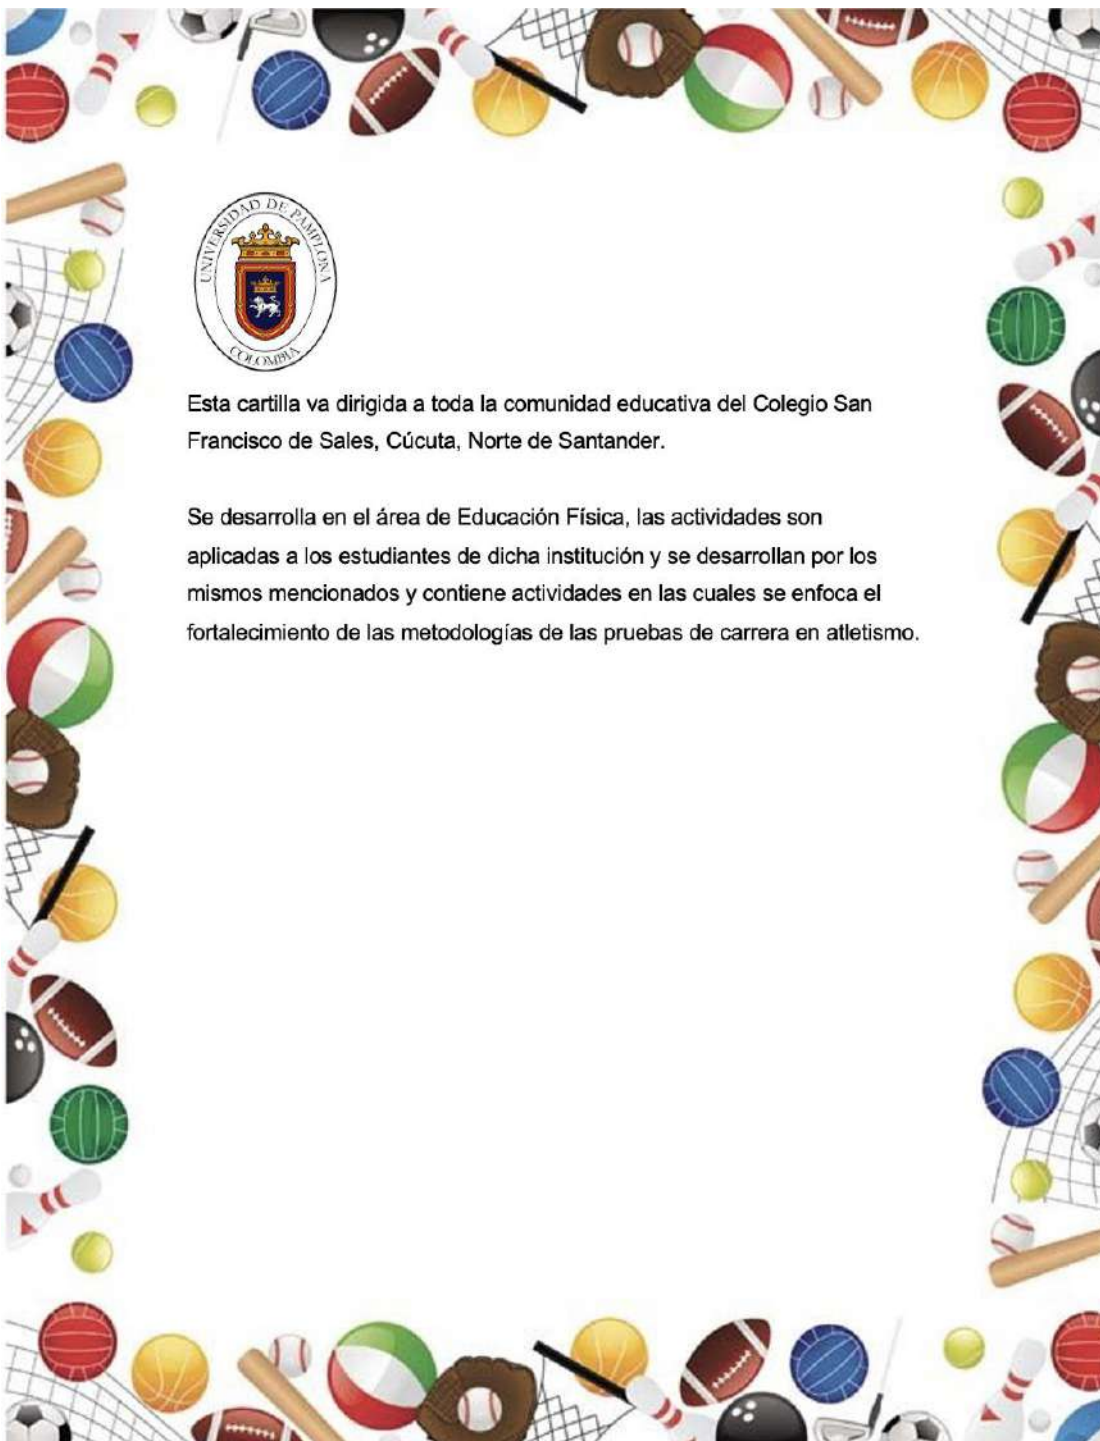 UNIVERSIDAD DE PAMPLONA
COLOMBIA
Esta cartilla va dirigida a toda la comunidad educativa del Colegio San
Francisco de Sales, Cúcuta, Norte de Santander.
Se desarrolla en el área de Educación Física, las actividades son
aplicadas a los estudiantes de dicha institución y se desarrollan por los
mismos mencionados y contiene actividades en las cuales se enfoca el
fortalecimiento de las metodologías de las pruebas de carrera en atletismo.